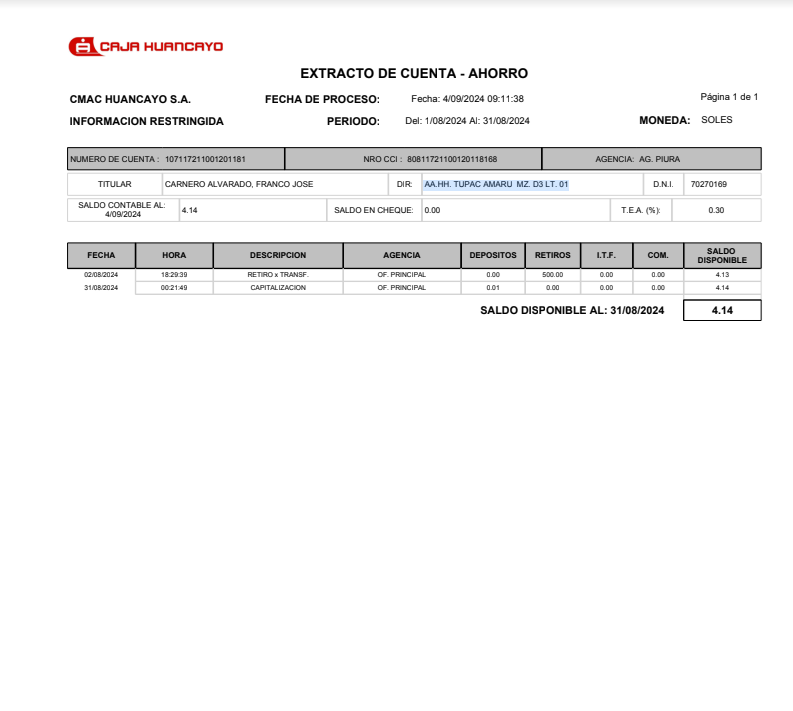 CAJA HUANCAYO
EXTRACTO DE CUENTA - AHORRO
CMAC HUANCAYO S.A. FECHA DE PROCESO: Fecha: 4/09/2024 09:11:38 Página 1 de 1
INFORMACION RESTRINGIDA PERIODO: Del: 1/08/2024 Al: 31/08/2024 MONEDA: SOLES
NUMERO DE CUENTA : 107117211001201181 NRO CCI : 80811721100120118168 AGENCIA: AG. PIURA
TITULAR CARNERO ALVARADO, FRANCO JOSE DIR: AA.HH. TUPAC AMARU MZ. D3 LT. 01 D.N.I. 70270169
SALDO CONTABLE AL: 4/09/2024 4.14 SALDO EN CHEQUE: 0.00 T.E.A. (%): 0.30
FECHA HORA DESCRIPCION AGENCIA DEPOSITOS RETIROS I.T.F. COM. SALDO DISPONIBLE
02/08/2024 18:29:39 RETIRO x TRANSF. OF. PRINCIPAL 0.00 500.00 0.00 0.00 4.13
31/08/2024 00:21:49 CAPITALIZACION OF. PRINCIPAL 0.01 0.00 0.00 0.00 4.14
SALDO DISPONIBLE AL: 31/08/2024 4.14